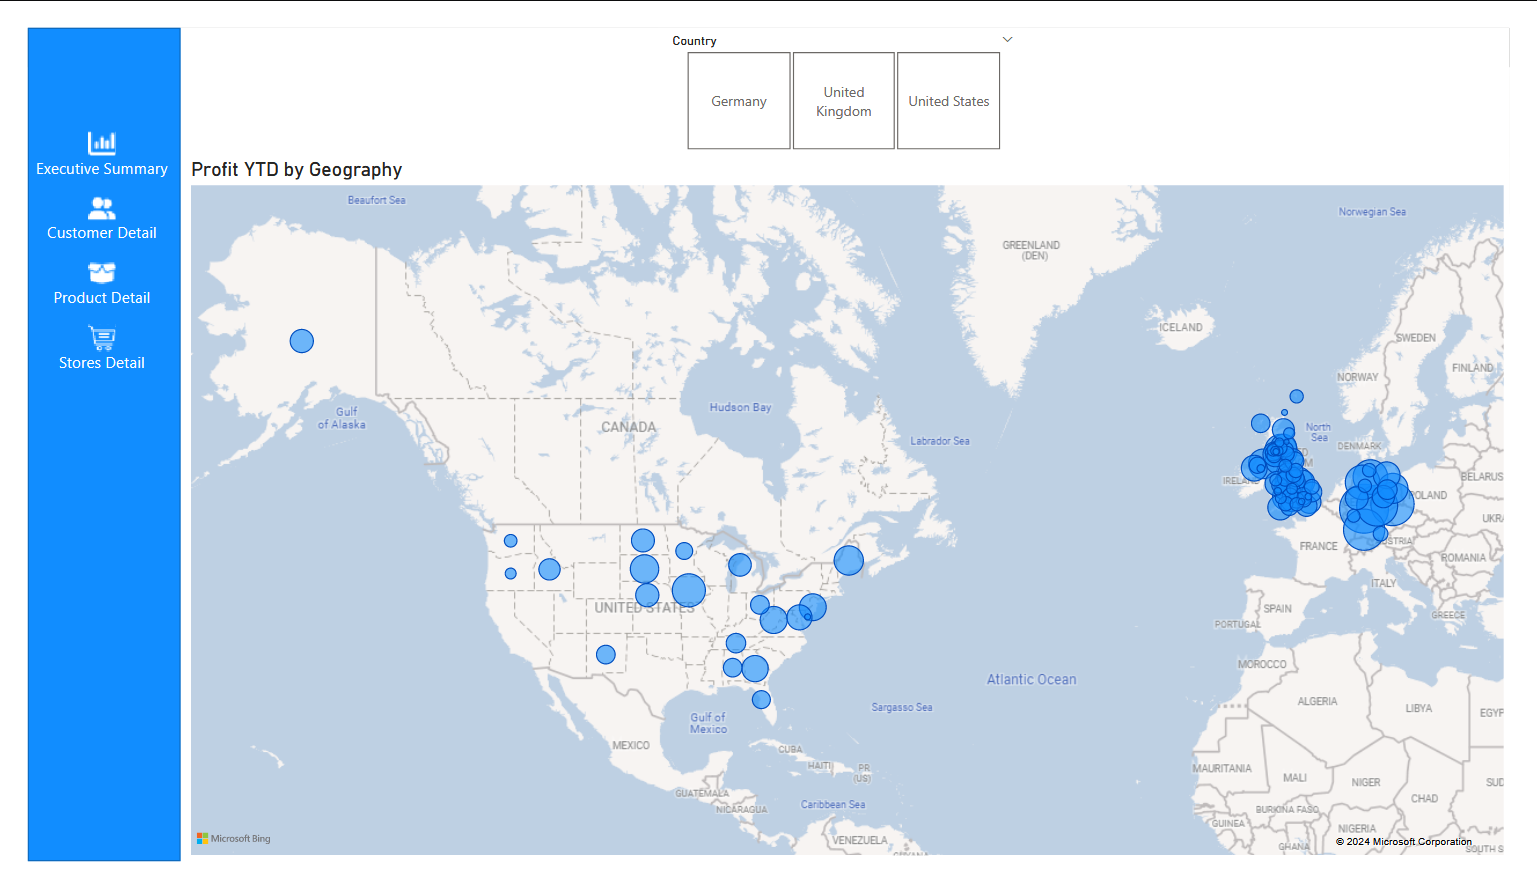 Country
Germany
United
Kingdom
United States
Executive Summary
Customer Detail
Product Detail
Stores Detail
Profit YTD by Geography
Beaufort Sea
Norwegian Sea
GREENLAND
(DEN)
ICELAND
SWEDEN
FINLAND
NORWAY
Gulf
of Alaska
Hudson Bay
CANADA
Labrador Sea
North
Sea
DENMARK
BELARUS
POLAND
UKR
FRANCE
ROMANIA
ITALY
SPAIN
PORTUGAL
GREECE
UNITED STATES
MOROCCO
Atlantic Ocean
ALGERIA
LIBYA
EGYP
Sargasso Sea
Gulf of
Mexico
MEXICO
CUBA
HAITI
PR
(US)
MAURITANIA
MALI
NIGER
SUD
CHAD
GUATEMALA
NICARAGUA
Caribbean Sea
BURKINA FASO
GUINEA
NIGERIA
VENEZUELA
GHANA
SOUTH S
Microsoft Bing
© 2024 Microsoft Corporation